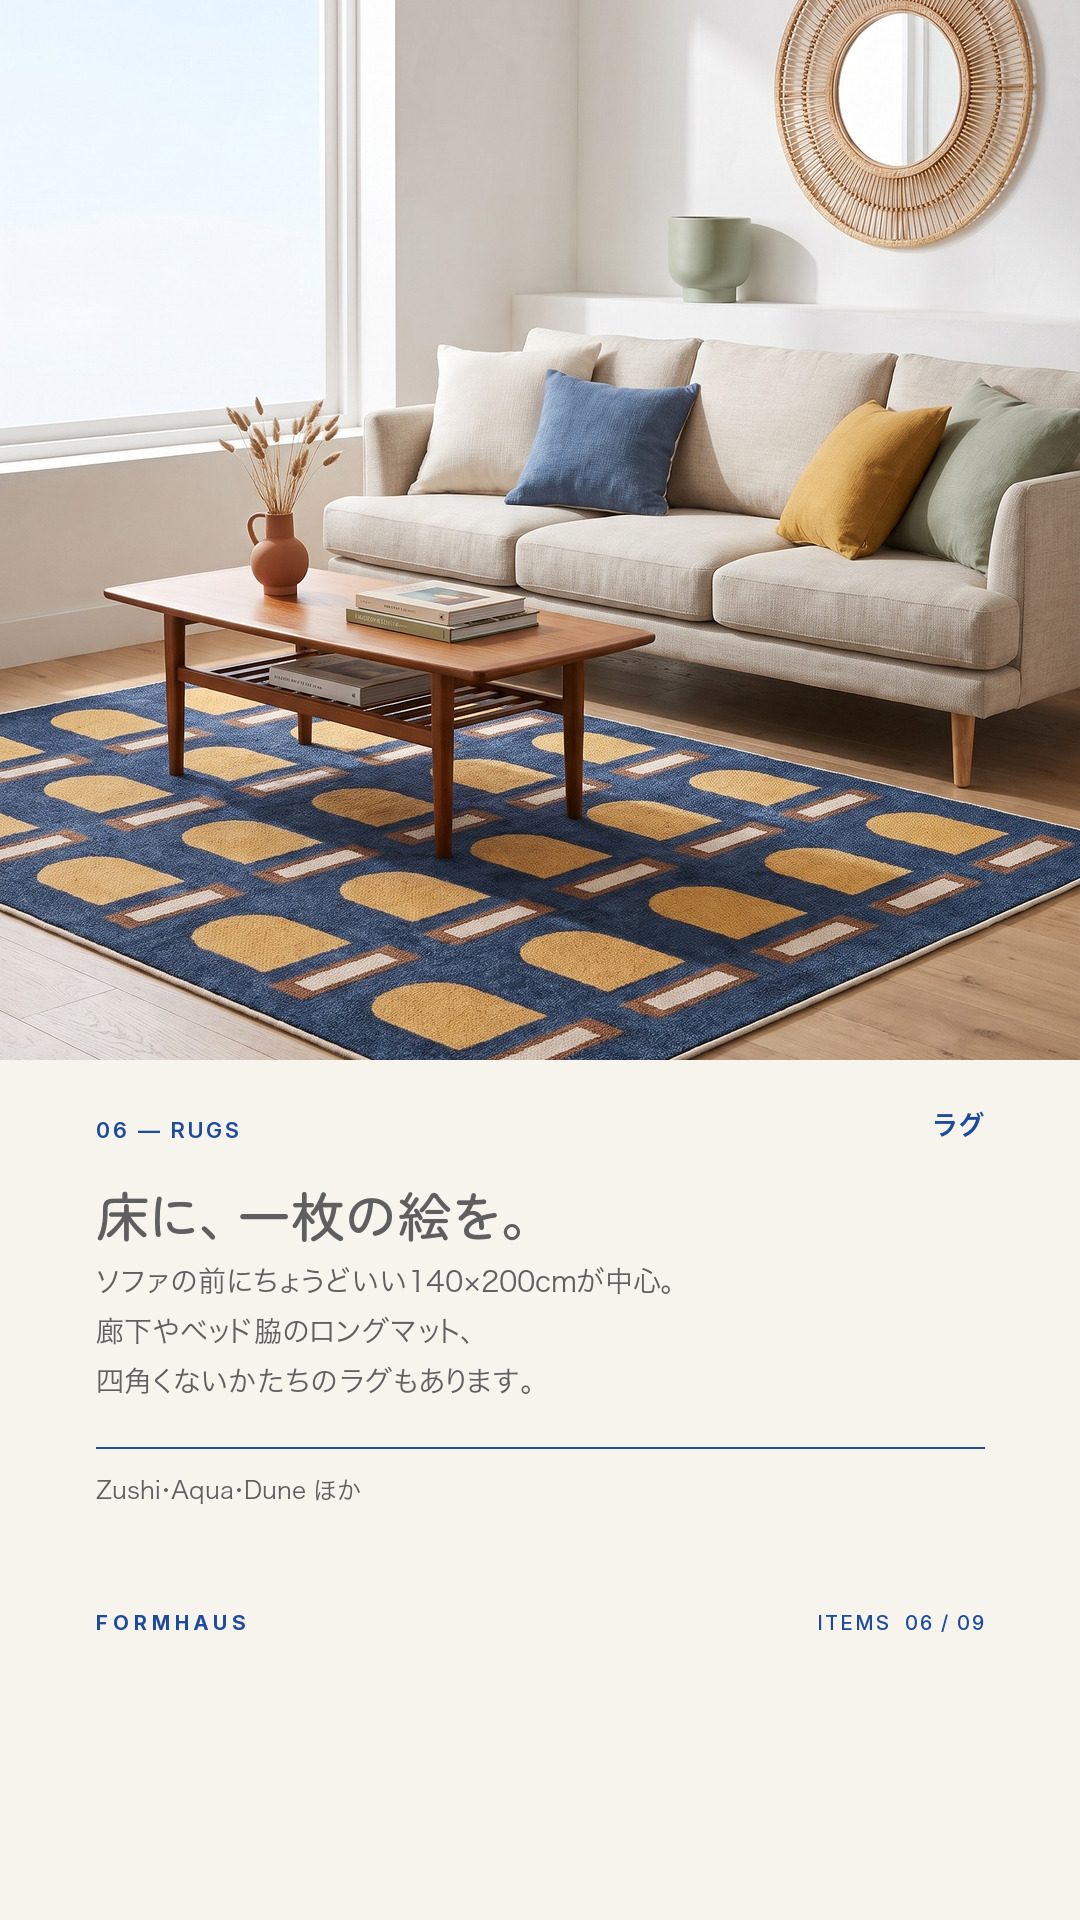 06 — RUGS
ラグ
床に、一枚の絵を。
ソファの前にちょうどいい140×200cmが中心。
廊下やベッド脇のロングマット、
四角くないかたちのラグもあります。
Zushi・Aqua・Dune ほか
FORMHAUS
ITEMS 06 / 09